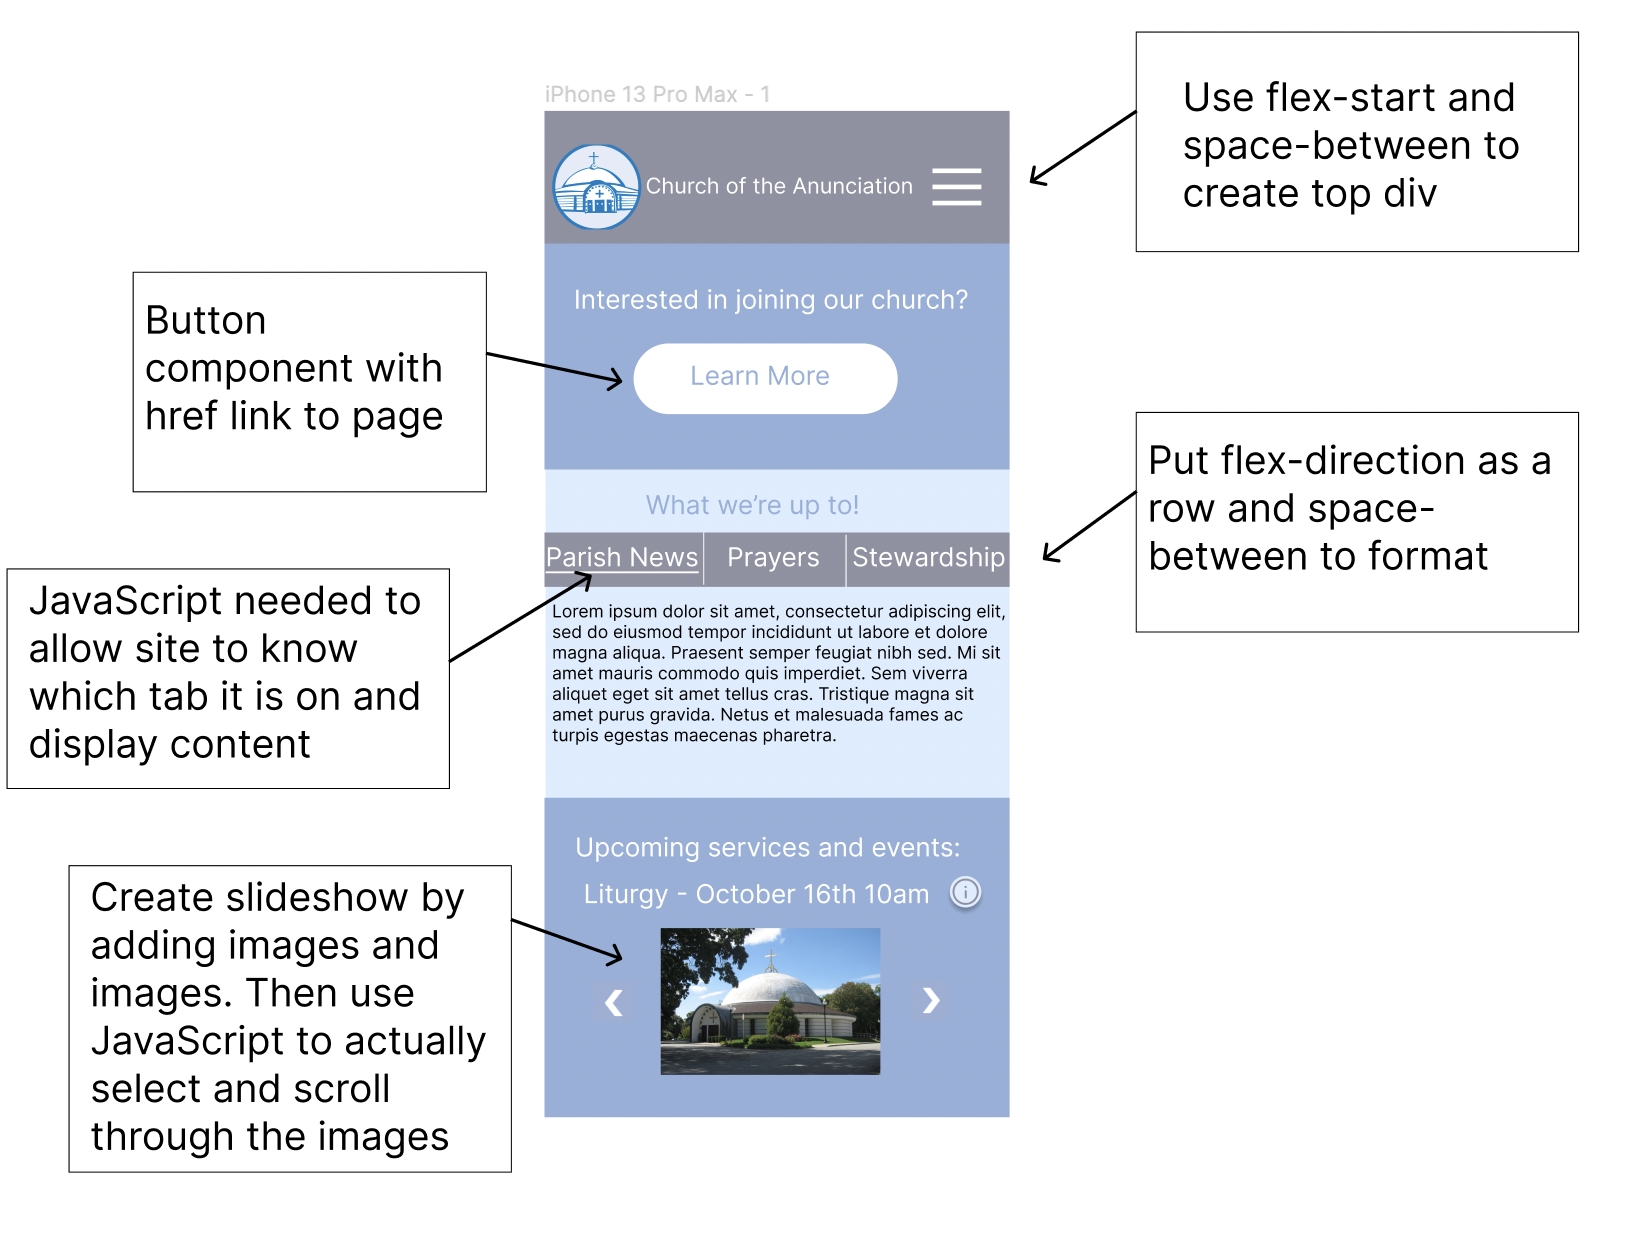 iPhone 13 Pro Max - 1
Use flex-start and
space-between to
create top div
Church of the Anunciation
Interested in joining our church?
Button
component with
href link to page
Learn More
Put flex-direction as a
row and space-
between to format
What we're up to!
Parish News
Prayers
Stewardship
JavaScript needed to
allow site to know
which tab it is on and
display content
Lorem ipsum dolor sit amet, consectetur adipiscing elit,
sed do eiusmod tempor incididunt ut labore et dolore
magna aliqua. Praesent semper feugiat nibh sed. Mi sit
amet mauris commodo quis imperdiet. Sem viverra
aliquet eget sit amet tellus cras. Tristique magna sit
amet purus gravida. Netus et malesuada fames ac
turpis egestas maecenas pharetra.
Upcoming services and events:
Liturgy - October 16th 10am
i
Create slideshow by
adding images and
images. Then use
JavaScript to actually
select and scroll
through the images